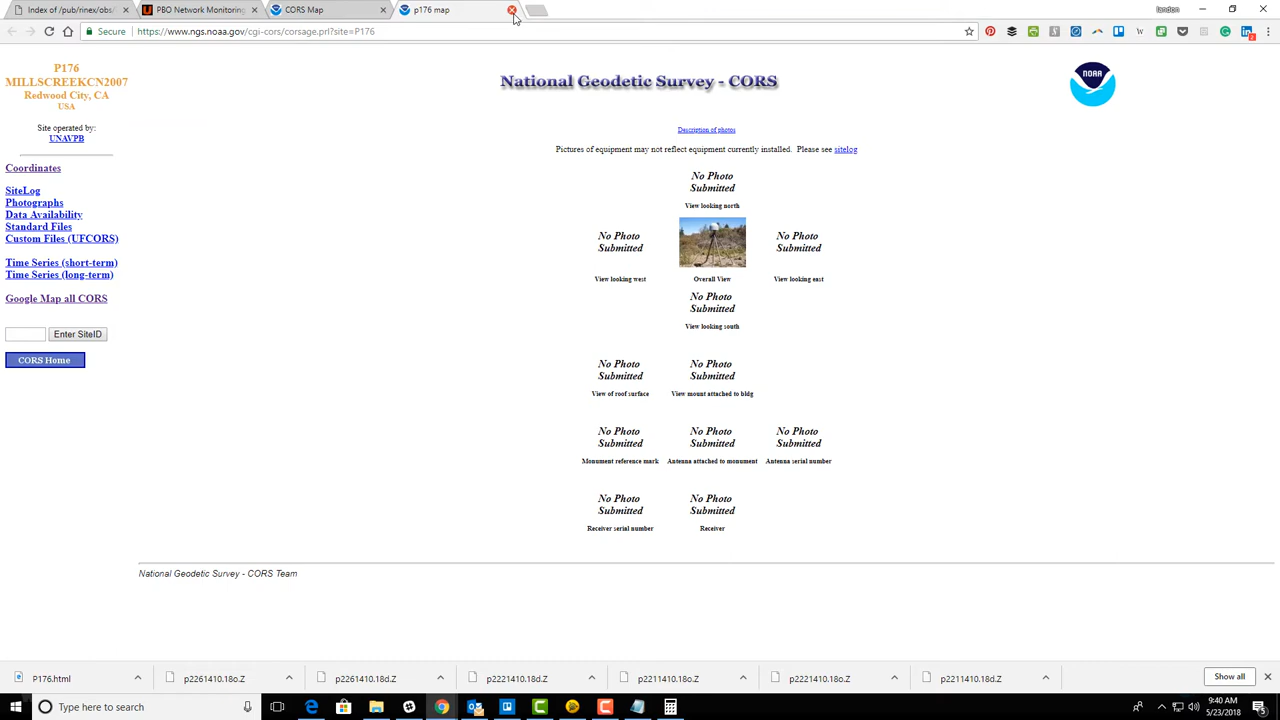 Index of /pub/rinex/obs/
PBO Network Monitoring
CORS Map
p176 map
landon
Secure
https://www.ngs.noaa.gov/cgi-cors/corsage.prl?site=P176
P176
MILLSCREEKCN2007
Redwood City, CA
USA
Site operated by:
UNAVPB
Coordinates
SiteLog
Photographs
Data Availability
Standard Files
Custom Files (UFCORS)
Time Series (short-term)
Time Series (long-term)
Google Map all CORS
Enter SiteID
CORS Home
National Geodetic Survey - CORS
NOAA
Description of photos
Pictures of equipment may not reflect equipment currently installed. Please see sitelog
No Photo
Submitted
View looking north
No Photo
Submitted
No Photo
Submitted
View looking west
Overall View
View looking east
No Photo
Submitted
View looking south
No Photo
Submitted
No Photo
Submitted
View of roof surface
View mount attached to bldg
No Photo
Submitted
No Photo
Submitted
No Photo
Submitted
Monument reference mark
Antenna attached to monument
Antenna serial number
No Photo
Submitted
No Photo
Submitted
Receiver serial number
Receiver
National Geodetic Survey - CORS Team
P176.html
p2261410.18o.Z
p2261410.18d.Z
p2221410.18d.Z
p2211410.18o.Z
p2221410.18o.Z
p2211410.18d.Z
Show all
Type here to search
9:40 AM
5/23/2018